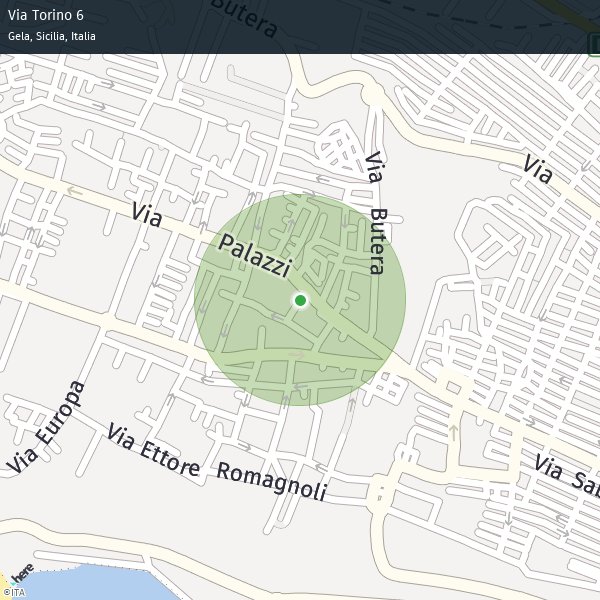 Via Torino 6
Gela, Sicilia, Italia
Butera
Via
Via
Via
Butera
Palazzi
Via Europa
Via Ettore Romagnoli
Via Sab
here
©ITA